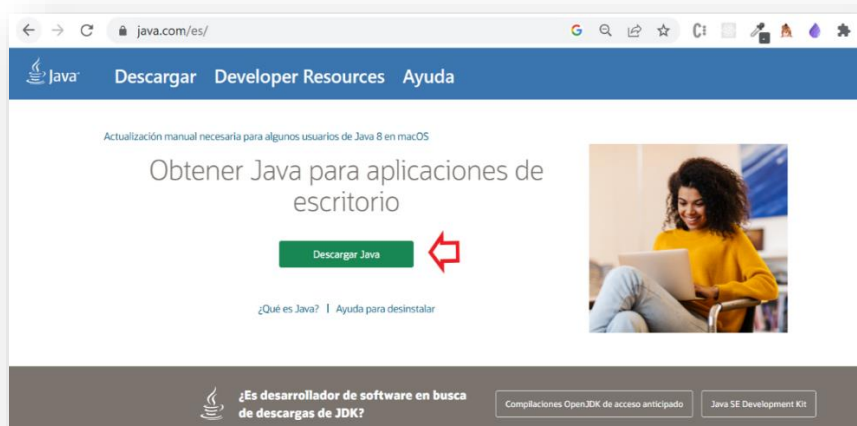 java.com/es/
Java
Descargar Developer Resources Ayuda
Actualización manual necesaria para algunos usuarios de Java 8 en macOS
Obtener Java para aplicaciones de
escritorio
Descargar Java
¿Qué es Java? | Ayuda para desinstalar
¿Es desarrollador de software en busca
de descargas de JDK?
Compilaciones OpenJDK de acceso anticipado
Java SE Development Kit